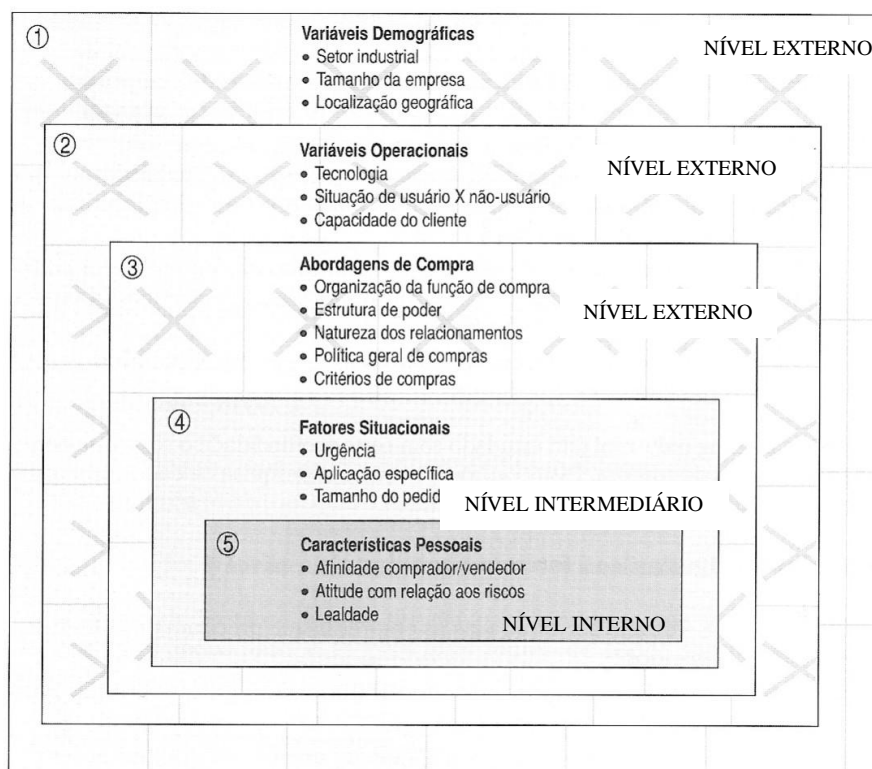 ①
Variáveis Demográficas
NÍVEL EXTERNO
• Setor industrial
• Tamanho da empresa
• Localização geográfica
②
Variáveis Operacionais
NÍVEL EXTERNO
• Tecnologia
• Situação de usuário X não-usuário
• Capacidade do cliente
③
Abordagens de Compra
• Organização da função de compra
NÍVEL EXTERNO
• Estrutura de poder
• Natureza dos relacionamentos
• Política geral de compras
• Critérios de compras
④
Fatores Situacionais
• Urgência
• Aplicação específica
• Tamanho do pedid
NÍVEL INTERMEDIÁRIO
⑤
Características Pessoais
• Afinidade comprador/vendedor
• Atitude com relação aos riscos
• Lealdade
NÍVEL INTERNO